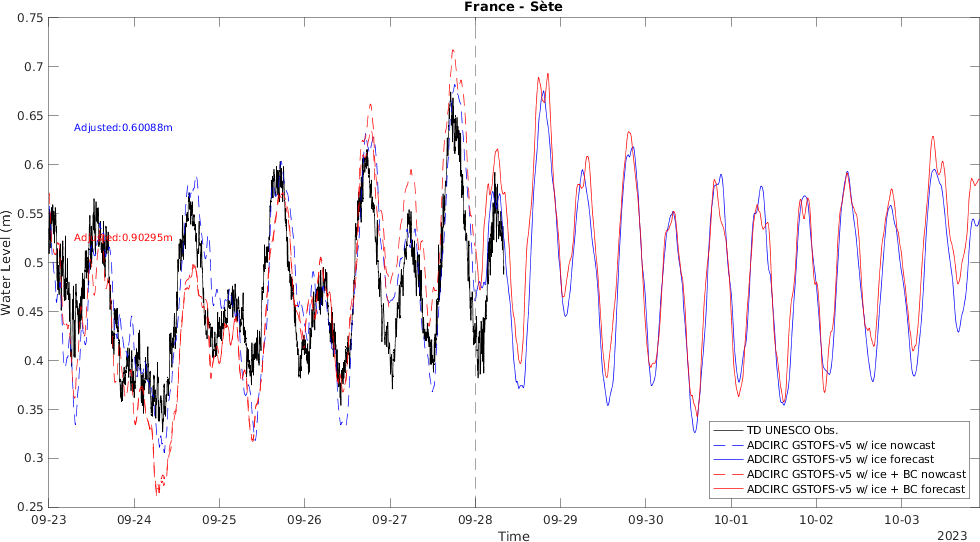 France - Sète
0.75
0.7
0.65
0.6
0.55
0.5
0.45
0.4
0.35
0.3
0.25
Water Level (m)
Adjusted:0.60088m
Adjusted:0.90295m
TD UNESCO Obs.
ADCIRC GSTOFS-v5 w/ ice nowcast
ADCIRC GSTOFS-v5 w/ ice forecast
ADCIRC GSTOFS-v5 w/ ice + BC nowcast
ADCIRC GSTOFS-v5 w/ ice + BC forecast
09-23 09-24 09-25 09-26 09-27 09-28 09-29 09-30 10-01 10-02 10-03
Time
2023